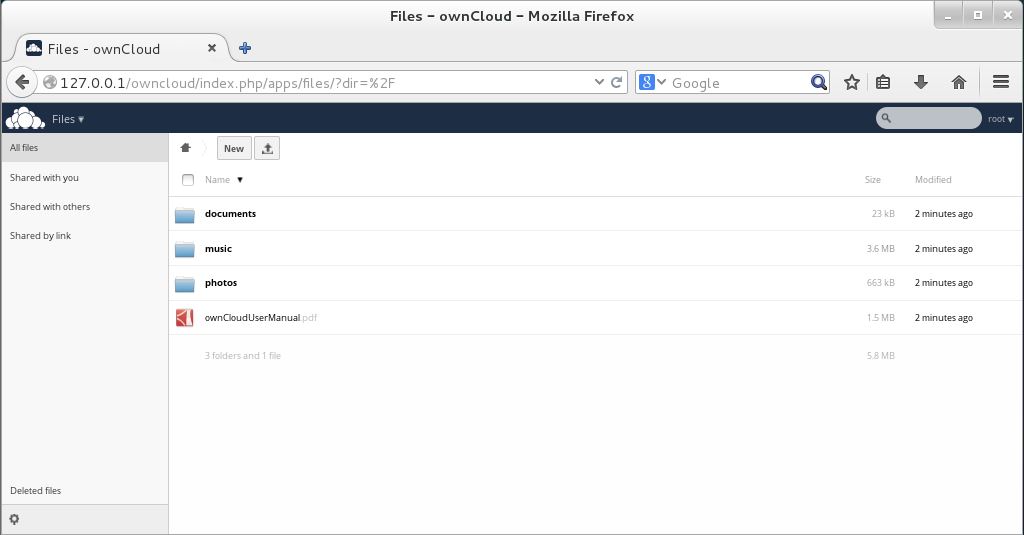 Files - ownCloud - Mozilla Firefox
Files - ownCloud
127.0.0.1/owncloud/index.php/apps/files/?dir=%2F
Google
Files
root
All files
New
Shared with you
Name
Size
Modified
Shared with others
documents
23 kB
2 minutes ago
Shared by link
music
3.6 MB
2 minutes ago
photos
663 kB
2 minutes ago
ownCloudUserManual.pdf
1.5 MB
2 minutes ago
3 folders and 1 file
5.8 MB
Deleted files